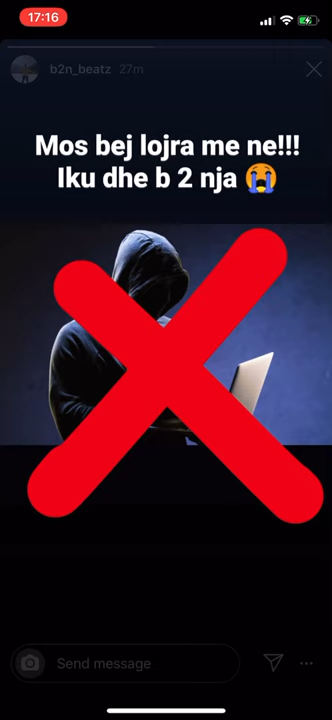 17:16
b2n_beatz 27m
Mos bej lojra me ne!!!
Iku dhe b 2 nja 😭
Send message